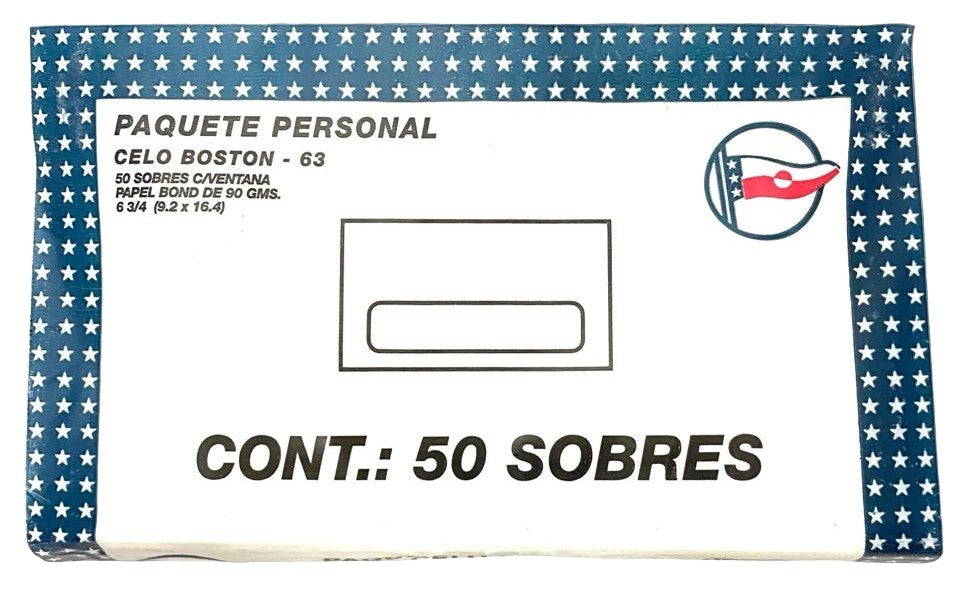 PAQUETE PERSONAL
CELO BOSTON - 63
50 SOBRES C/VENTANA
PAPEL BOND DE 90 GMS.
6 3/4 (9.2 x 16.4)
CONT.: 50 SOBRES